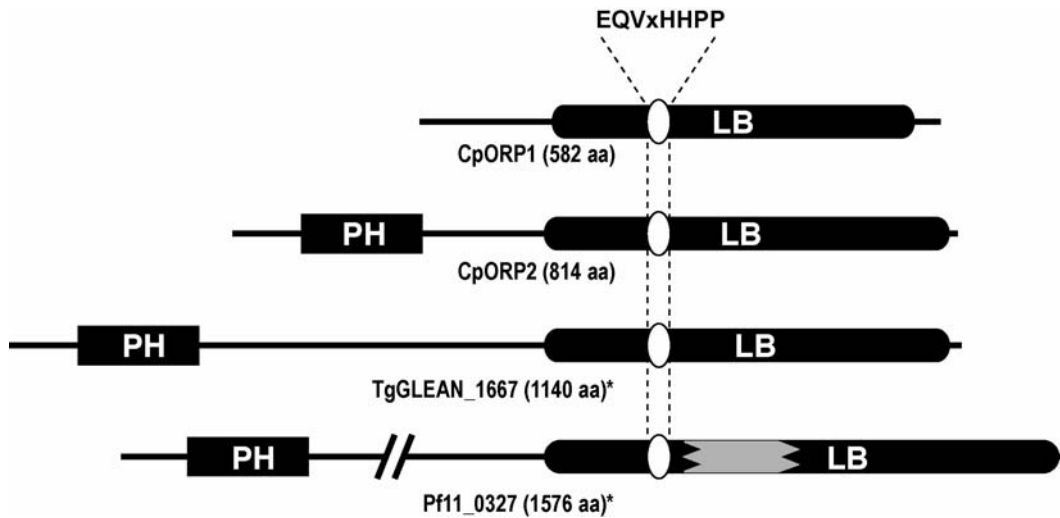 EQVxHHPP
LB
CpORP1 (582 aa)
PH LB
CpORP2 (814 aa)
PH LB
TgGLEAN_1667 (1140 aa)*
PH LB
Pf11_0327 (1576 aa)*